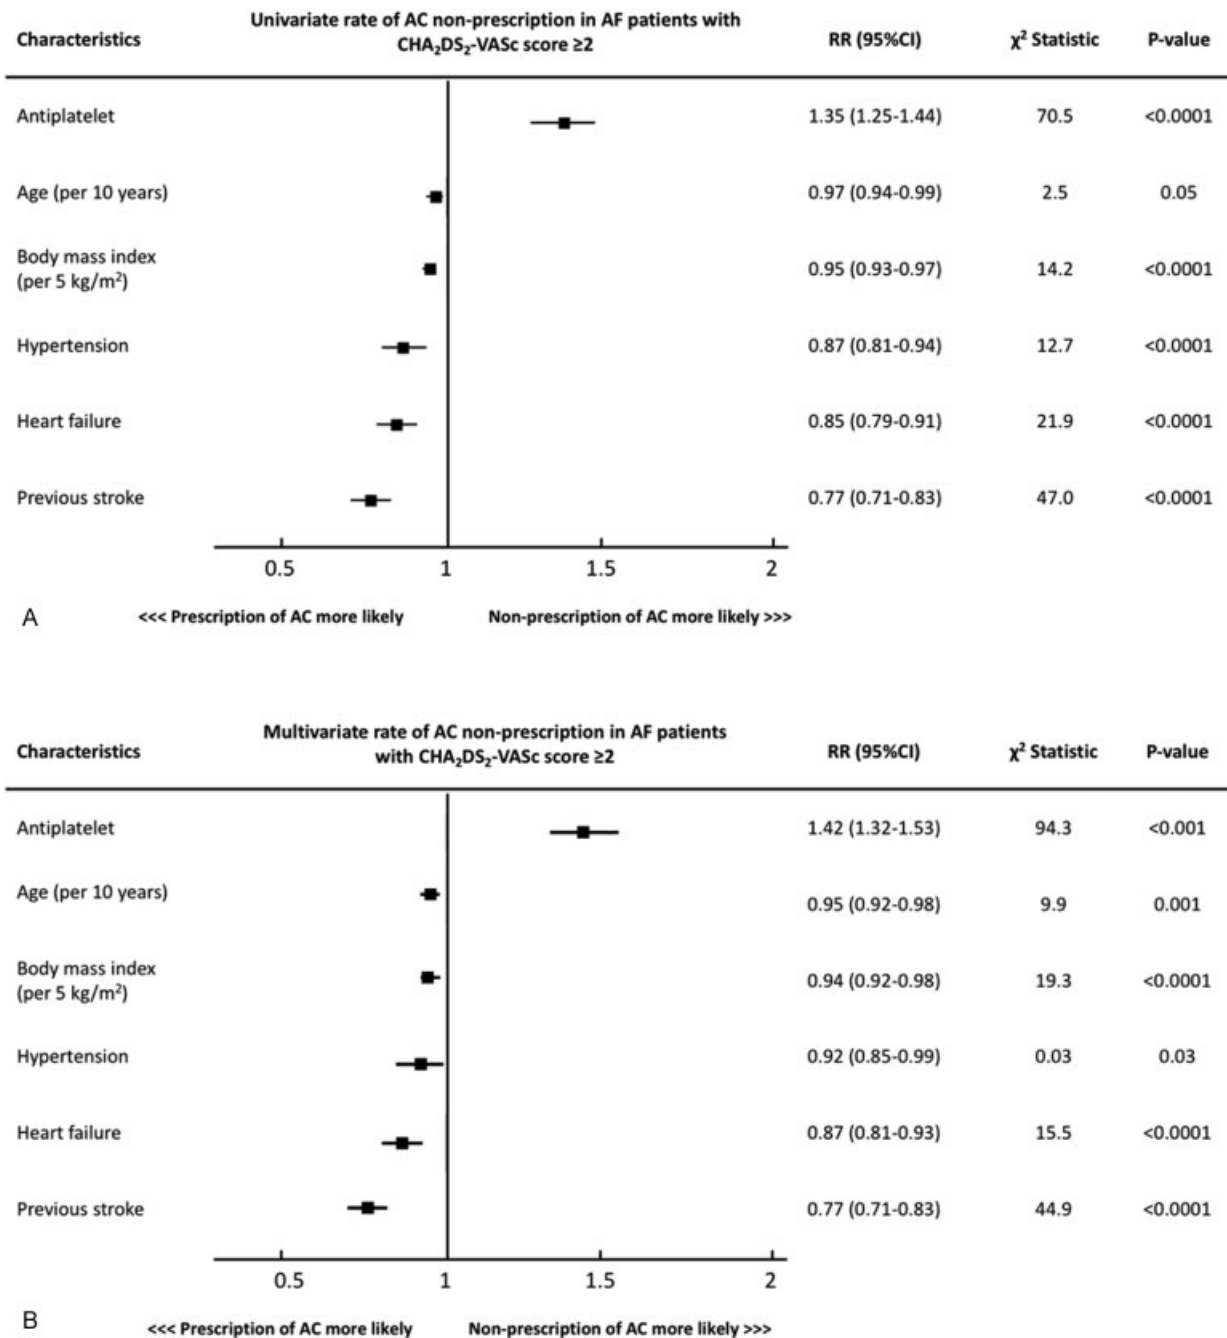 Characteristics
Univariate rate of AC non-prescription in AF patients with
CHA₂DS₂-VASc score ≥2
RR (95%CI)
χ² Statistic
P-value
Antiplatelet
1.35 (1.25-1.44)
70.5
<0.0001
Age (per 10 years)
0.97 (0.94-0.99)
2.5
0.05
Body mass index
(per 5 kg/m²)
0.95 (0.93-0.97)
14.2
<0.0001
Hypertension
0.87 (0.81-0.94)
12.7
<0.0001
Heart failure
0.85 (0.79-0.91)
21.9
<0.0001
Previous stroke
0.77 (0.71-0.83)
47.0
<0.0001
0.5
1
1.5
2
A
<<< Prescription of AC more likely
Non-prescription of AC more likely >>>
Characteristics
Multivariate rate of AC non-prescription in AF patients
with CHA₂DS₂-VASc score ≥2
RR (95%CI)
χ² Statistic
P-value
Antiplatelet
1.42 (1.32-1.53)
94.3
<0.001
Age (per 10 years)
0.95 (0.92-0.98)
9.9
0.001
Body mass index
(per 5 kg/m²)
0.94 (0.92-0.98)
19.3
<0.0001
Hypertension
0.92 (0.85-0.99)
0.03
0.03
Heart failure
0.87 (0.81-0.93)
15.5
<0.0001
Previous stroke
0.77 (0.71-0.83)
44.9
<0.0001
0.5
1
1.5
2
B
<<< Prescription of AC more likely
Non-prescription of AC more likely >>>